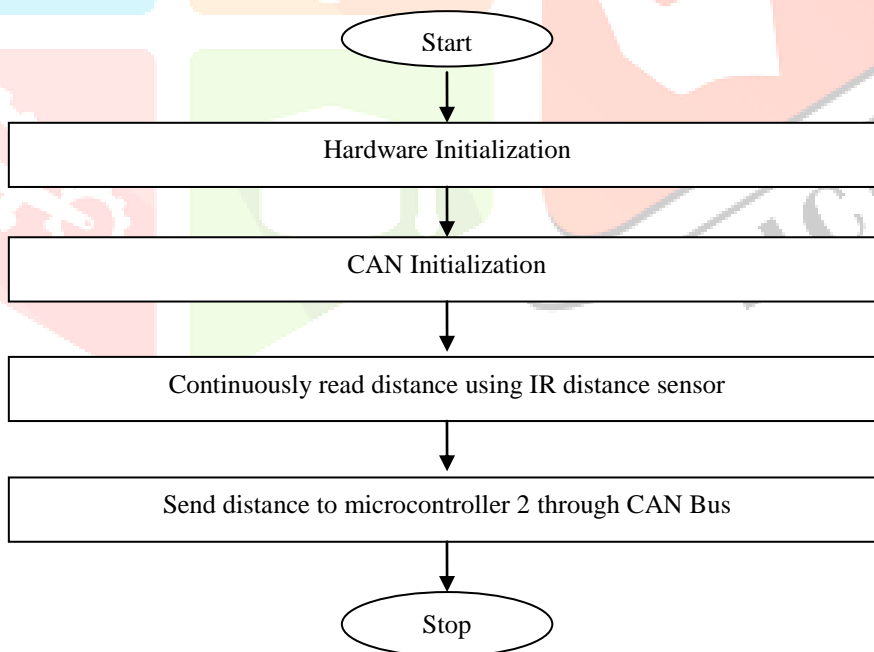 Start
Hardware Initialization
CAN Initialization
Continuously read distance using IR distance sensor
Send distance to microcontroller 2 through CAN Bus
Stop